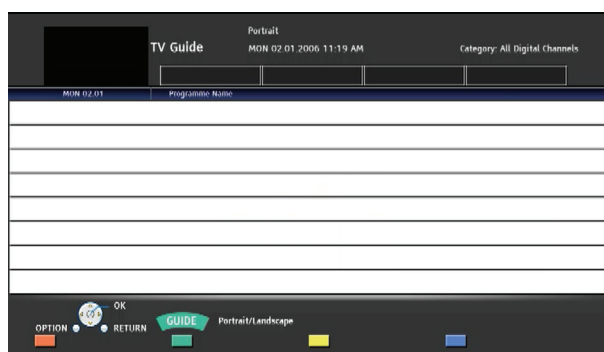 Portrait
TV Guide
MON 02.01.2006 11:19 AM
Category: All Digital Channels
MON 02.01
Programme Name
OK
OPTION
RETURN
GUIDE
Portrait/Landscape